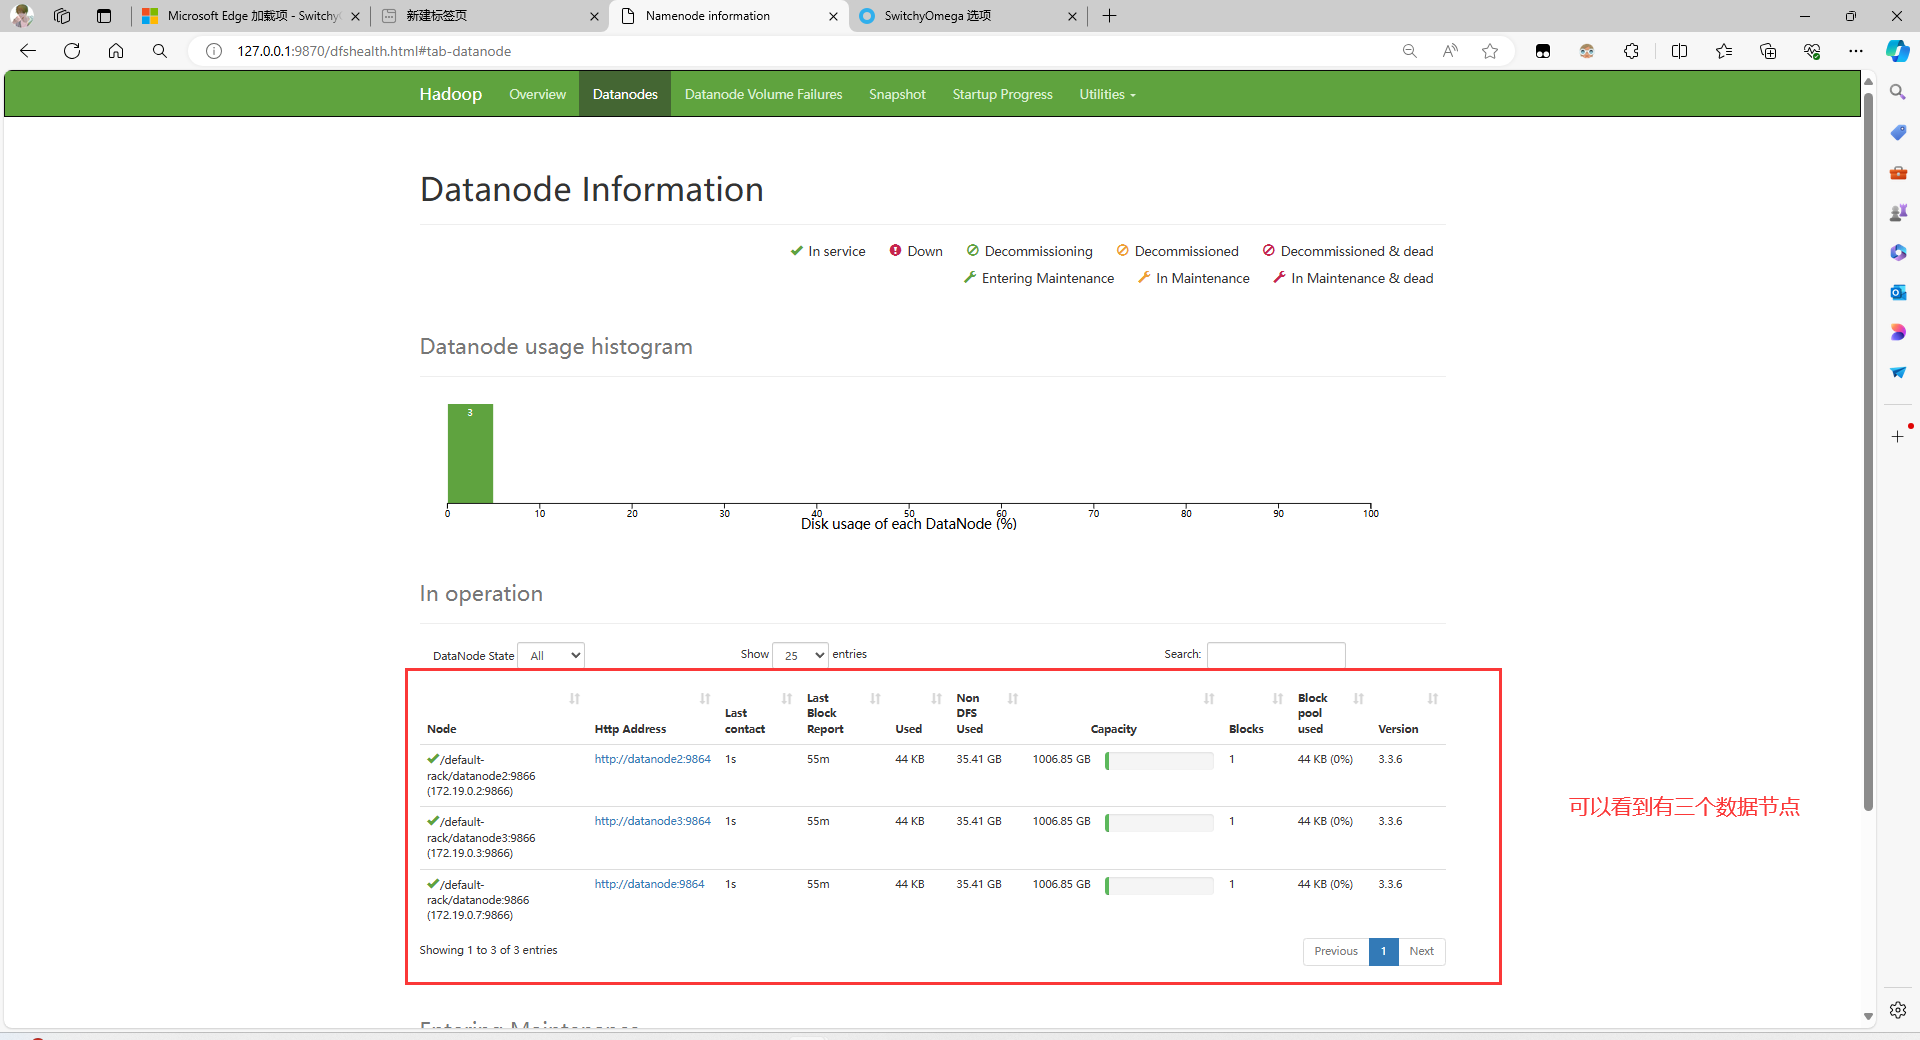 Microsoft Edge 加载项 - Switchy
新建标签页
Namenode information
SwitchyOmega 选项
127.0.0.1:9870/dfshealth.html#tab-datanode
Hadoop Overview Datanodes Datanode Volume Failures Snapshot Startup Progress Utilities
Datanode Information
In service Down Decommissioning Decommissioned Decommissioned & dead
Entering Maintenance In Maintenance In Maintenance & dead
Datanode usage histogram
3
0 10 20 30 40 50 60 70 80 90 100
Disk usage of each DataNode (%)
In operation
DataNode State All Show 25 entries Search:
Node
Http Address
Last
contact
Last
Block
Report
Used
Non
DFS
Used
Capacity
Blocks
Block
pool
used
Version
/default-
rack/datanode2:9866
(172.19.0.2:9866)
http://datanode2:9864 1s 55m 44 KB 35.41 GB 1006.85 GB 1 44 KB (0%) 3.3.6
/default-
rack/datanode3:9866
(172.19.0.3:9866)
http://datanode3:9864 1s 55m 44 KB 35.41 GB 1006.85 GB 1 44 KB (0%) 3.3.6
/default-
rack/datanode:9866
(172.19.0.7:9866)
http://datanode:9864 1s 55m 44 KB 35.41 GB 1006.85 GB 1 44 KB (0%) 3.3.6
可以看到有三个数据节点
Showing 1 to 3 of 3 entries
Previous 1 Next
Entering Maintenance